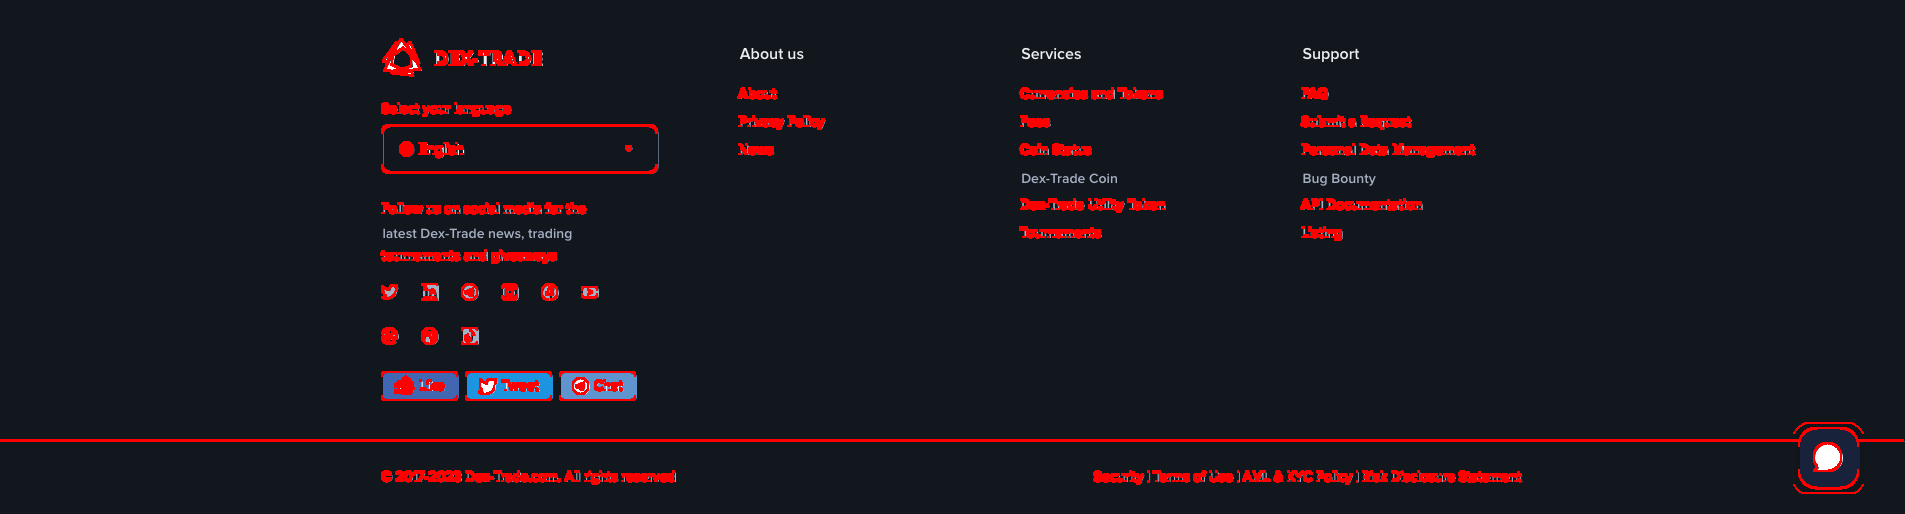 DEX-TRADE
Select your language
English
Follow us on social media for the
latest Dex-Trade news, trading
tournaments and giveaways
Like
Tweet
Chat
About us
About
Privacy Policy
News
Services
Currencies and Tokens
Fees
Coin Status
Dex-Trade Coin
Dex-Trade Utility Token
Tournaments
Support
FAQ
Submit a Request
Personal Data Management
Bug Bounty
API Documentation
Listing
© 2017-2023 Dex-Trade.com. All rights reserved
Security | Terms of Use | AML & KYC Policy | Risk Disclosure Statement